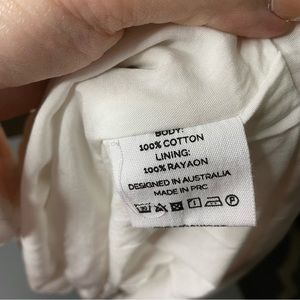 BODY:
100% COTTON
LINING:
100% RAYAON
DESIGNED IN AUSTRALIA
MADE IN PRC